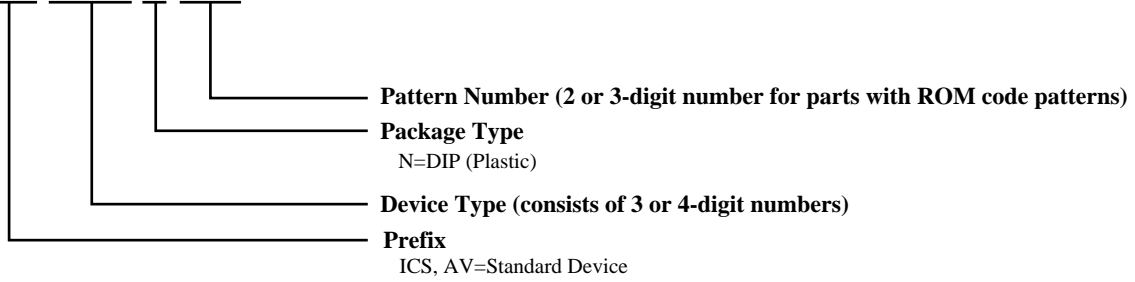 Pattern Number (2 or 3-digit number for parts with ROM code patterns)
Package Type
N=DIP (Plastic)
Device Type (consists of 3 or 4-digit numbers)
Prefix
ICS, AV=Standard Device